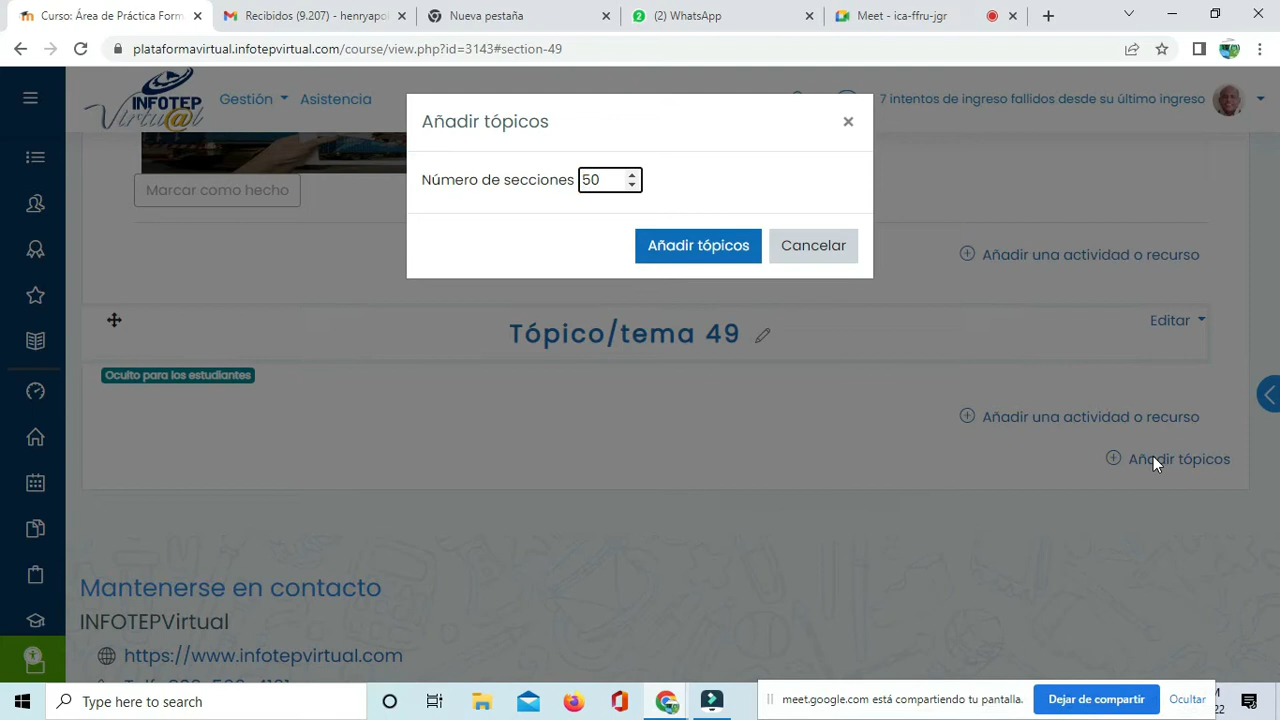 Curso: Área de Práctica Form
Recibidos (9.207) - henryapol
Nueva pestaña
(2) WhatsApp
Meet - ica-ffru-jgr
plataformavirtual.infotepvirtual.com/course/view.php?id=3143#section-49
INFOTEP
Virtu@l
Gestión
Asistencia
7 intentos de ingreso fallidos desde su último ingreso
Añadir tópicos
Número de secciones 50
Añadir tópicos
Cancelar
Marcar como hecho
Añadir una actividad o recurso
Tópico/tema 49
Editar
Oculto para los estudiantes
Añadir una actividad o recurso
Añadir tópicos
Mantenerse en contacto
INFOTEPVirtual
https://www.infotepvirtual.com
Type here to search
meet.google.com está compartiendo tu pantalla.
Dejar de compartir
Ocultar